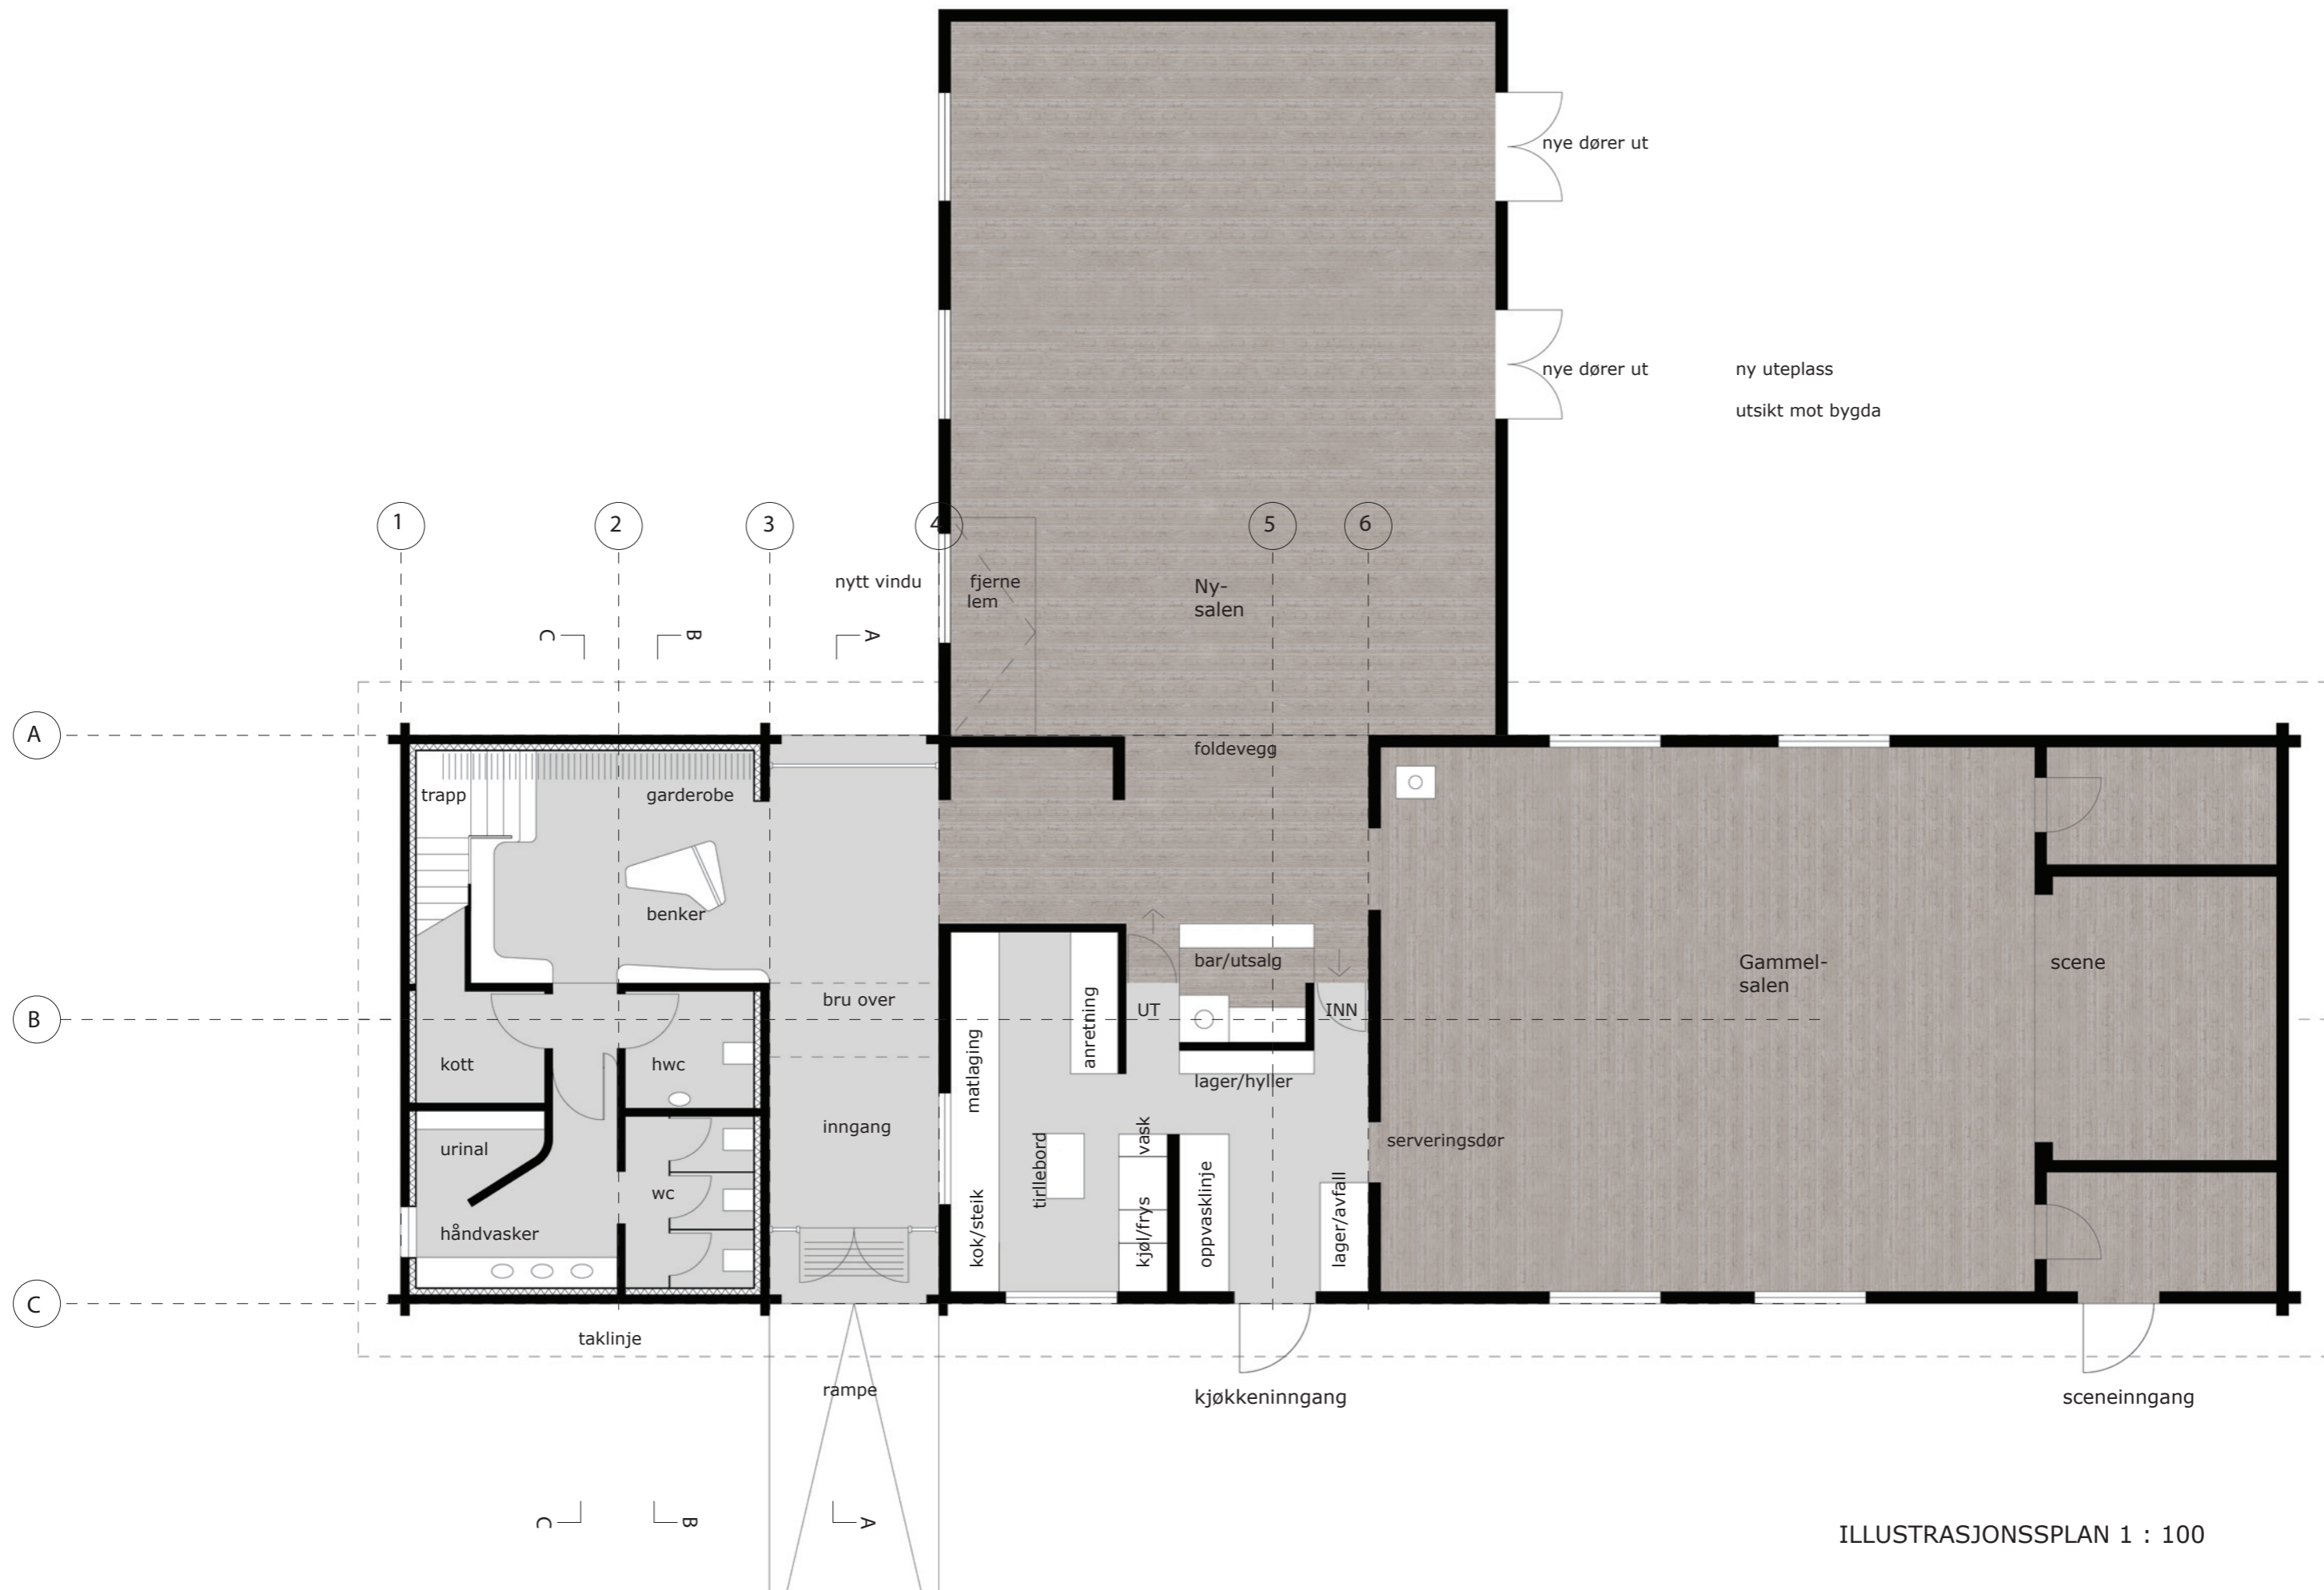 nye dører ut
nye dører ut
ny uteplass
utsikt mot bygda
1
2
3
4
5
6
nytt vindu
fjerne
lem
Ny-
salen
C
B
A
A
foldevegg
trapp
garderobe
benker
bar/utsalg
Gammel-
salen
scene
bru over
UT
INN
B
anretning
matlaging
kott
hwc
lager/hyller
inngang
urinal
vask
serveringsdør
tirllebord
wc
håndvasker
kok/steik
kjøl/frys
oppvasklinje
lager/avfall
C
taklinje
rampe
kjøkkeninngang
sceneinngang
C
B
A
ILLUSTRASJONSSPLAN 1 : 100